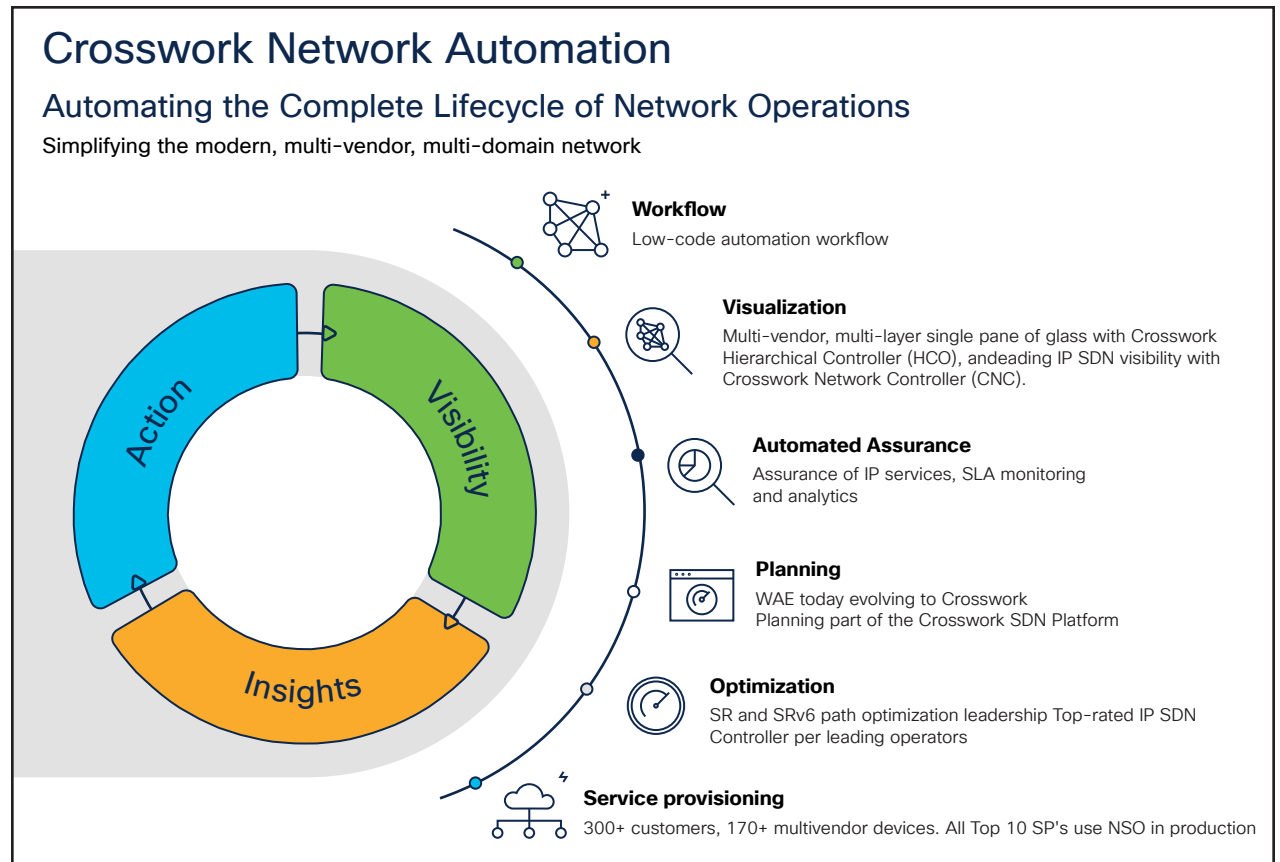 Crosswork Network Automation
Automating the Complete Lifecycle of Network Operations
Simplifying the modern, multi-vendor, multi-domain network
Action
Visibility
Insights
Workflow
Low-code automation workflow
Visualization
Multi-vendor, multi-layer single pane of glass with Crosswork
Hierarchical Controller (HCO), andeading IP SDN visibility with
Crosswork Network Controller (CNC).
Automated Assurance
Assurance of IP services, SLA monitoring
and analytics
Planning
WAE today evolving to Crosswork
Planning part of the Crosswork SDN Platform
Optimization
SR and SRv6 path optimization leadership Top-rated IP SDN
Controller per leading operators
Service provisioning
300+ customers, 170+ multivendor devices. All Top 10 SP's use NSO in production